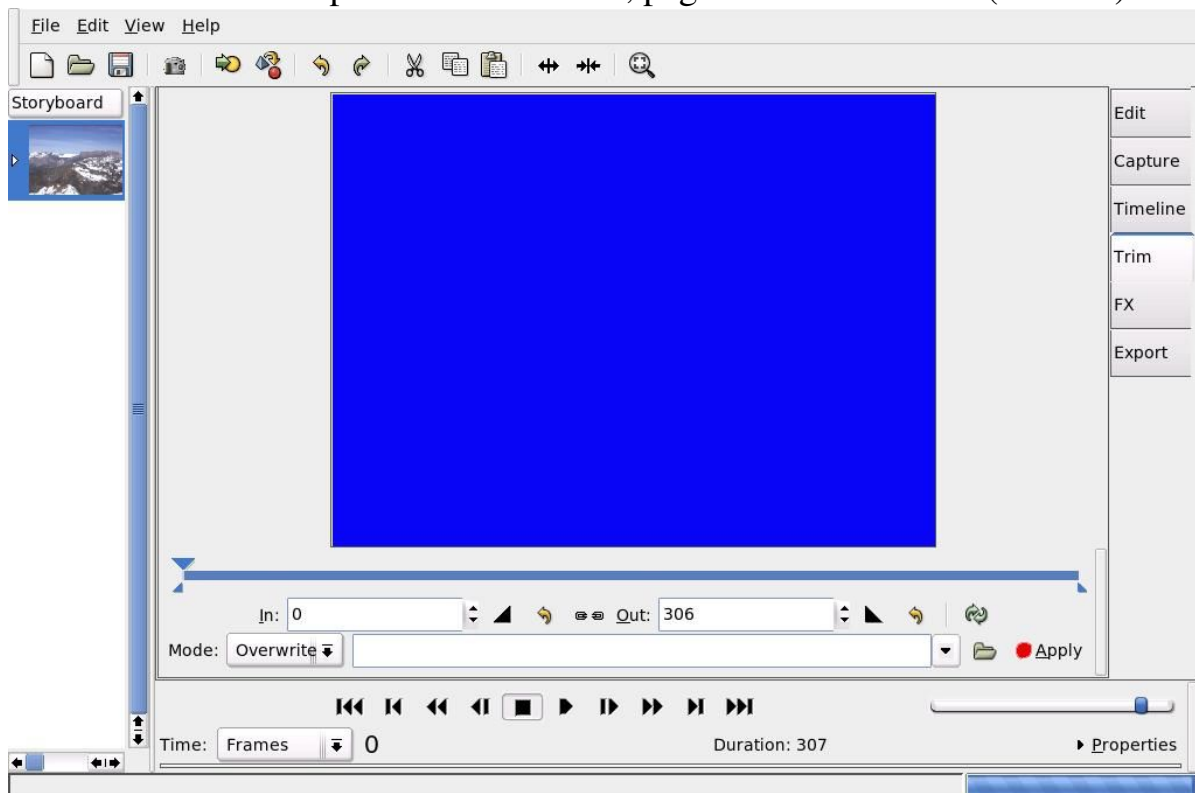 File Edit View Help
Storyboard
Edit
Capture
Timeline
Trim
FX
Export
In: 0 Out: 306
Mode: Overwrite Apply
Time: Frames 0 Duration: 307 Properties